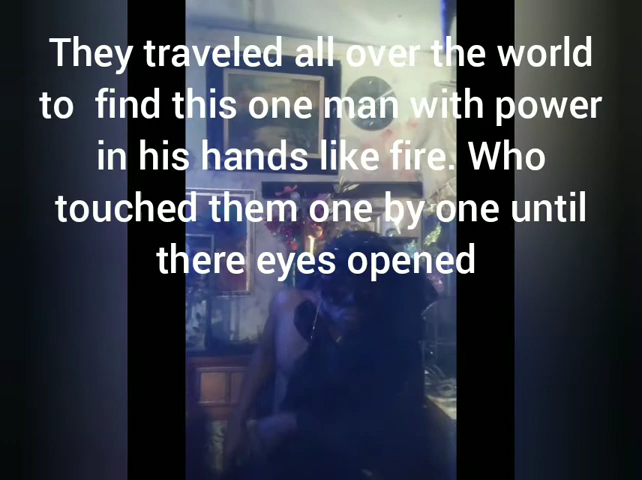 They traveled all over the world
to find this one man with power
in his hands like fire. Who
touched them one by one until
there eyes opened